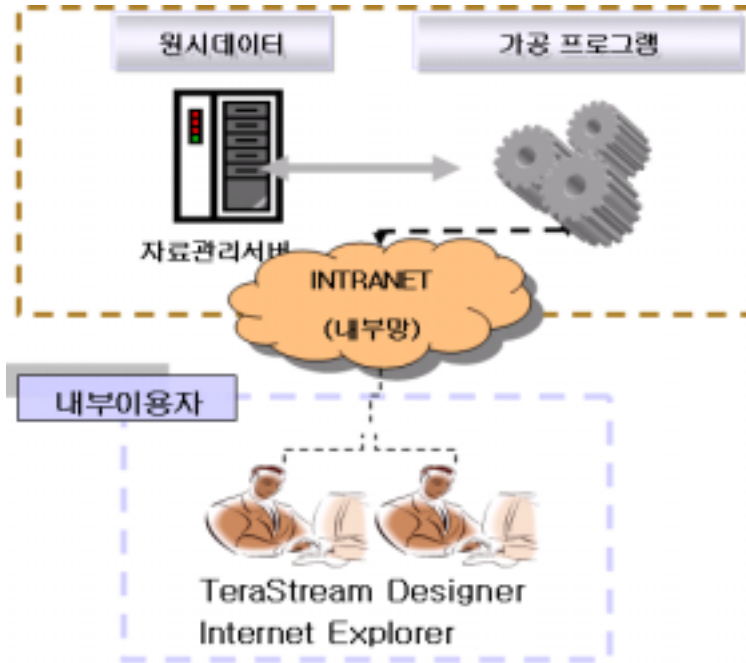 원시데이터
가공 프로그램
자료관리서버
INTRANET
(내부망)
내부이용자
TeraStream Designer
Internet Explorer